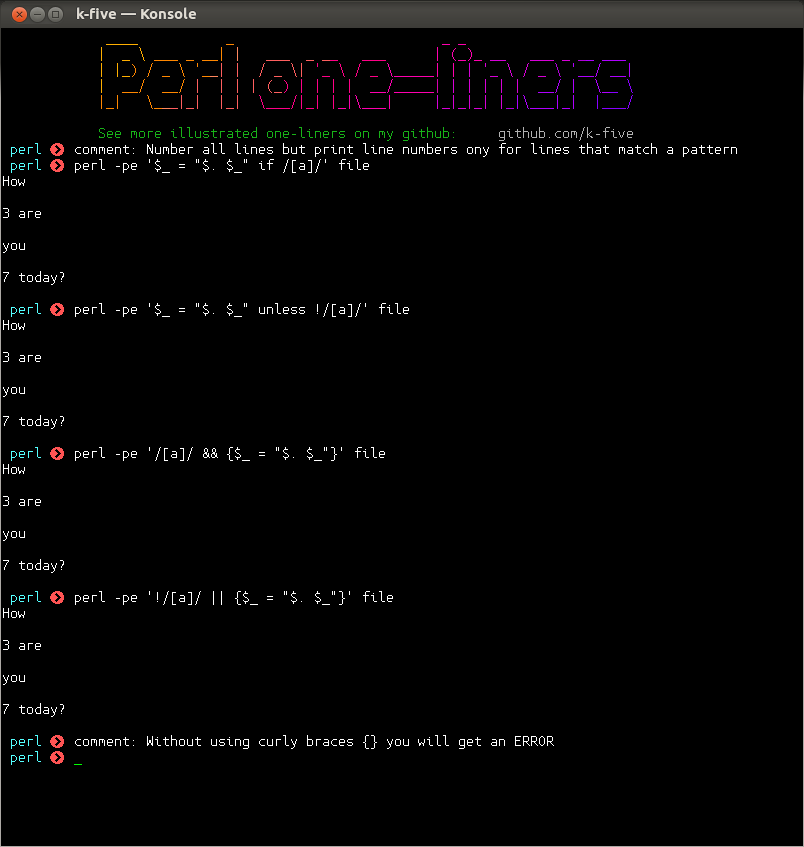 k-five — Konsole
Perl one-liners
See more illustrated one-liners on my github: github.com/k-five
perl comment: Number all lines but print line numbers ony for lines that match a pattern
perl perl -pe '$_ = "$. $_" if /[a]/' file
How
3 are
you
7 today?
perl perl -pe '$_ = "$. $_" unless !/[a]/' file
How
3 are
you
7 today?
perl perl -pe '/[a]/ && {$_ = "$. $_"}' file
How
3 are
you
7 today?
perl perl -pe '!/[a]/ || {$_ = "$. $_"}' file
How
3 are
you
7 today?
perl comment: Without using curly braces {} you will get an ERROR
perl _